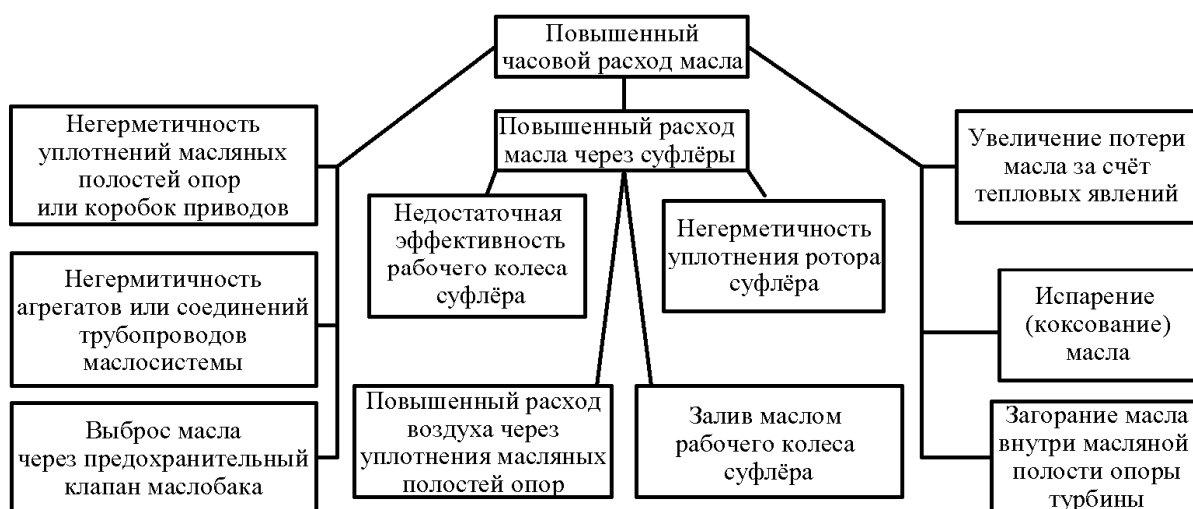 Повышенный
часовой расход масла
Негерметичность
уплотнений масляных
полостей опор
или коробок приводов
Повышенный расход
масла через суфлёры
Увеличение потери
масла за счёт
тепловых явлений
Недостаточная
эффективность
рабочего колеса
суфлёра
Негерметичность
уплотнения ротора
суфлёра
Негермитичность
агрегатов или соединений
трубопроводов
маслосистемы
Испарение
(коксование)
масла
Выброс масла
через предохранительный
клапан маслобака
Повышенный расход
воздуха через
уплотнения масляных
полостей опор
Залив маслом
рабочего колеса
суфлёра
Загорание масла
внутри масляной
полости опоры
турбины